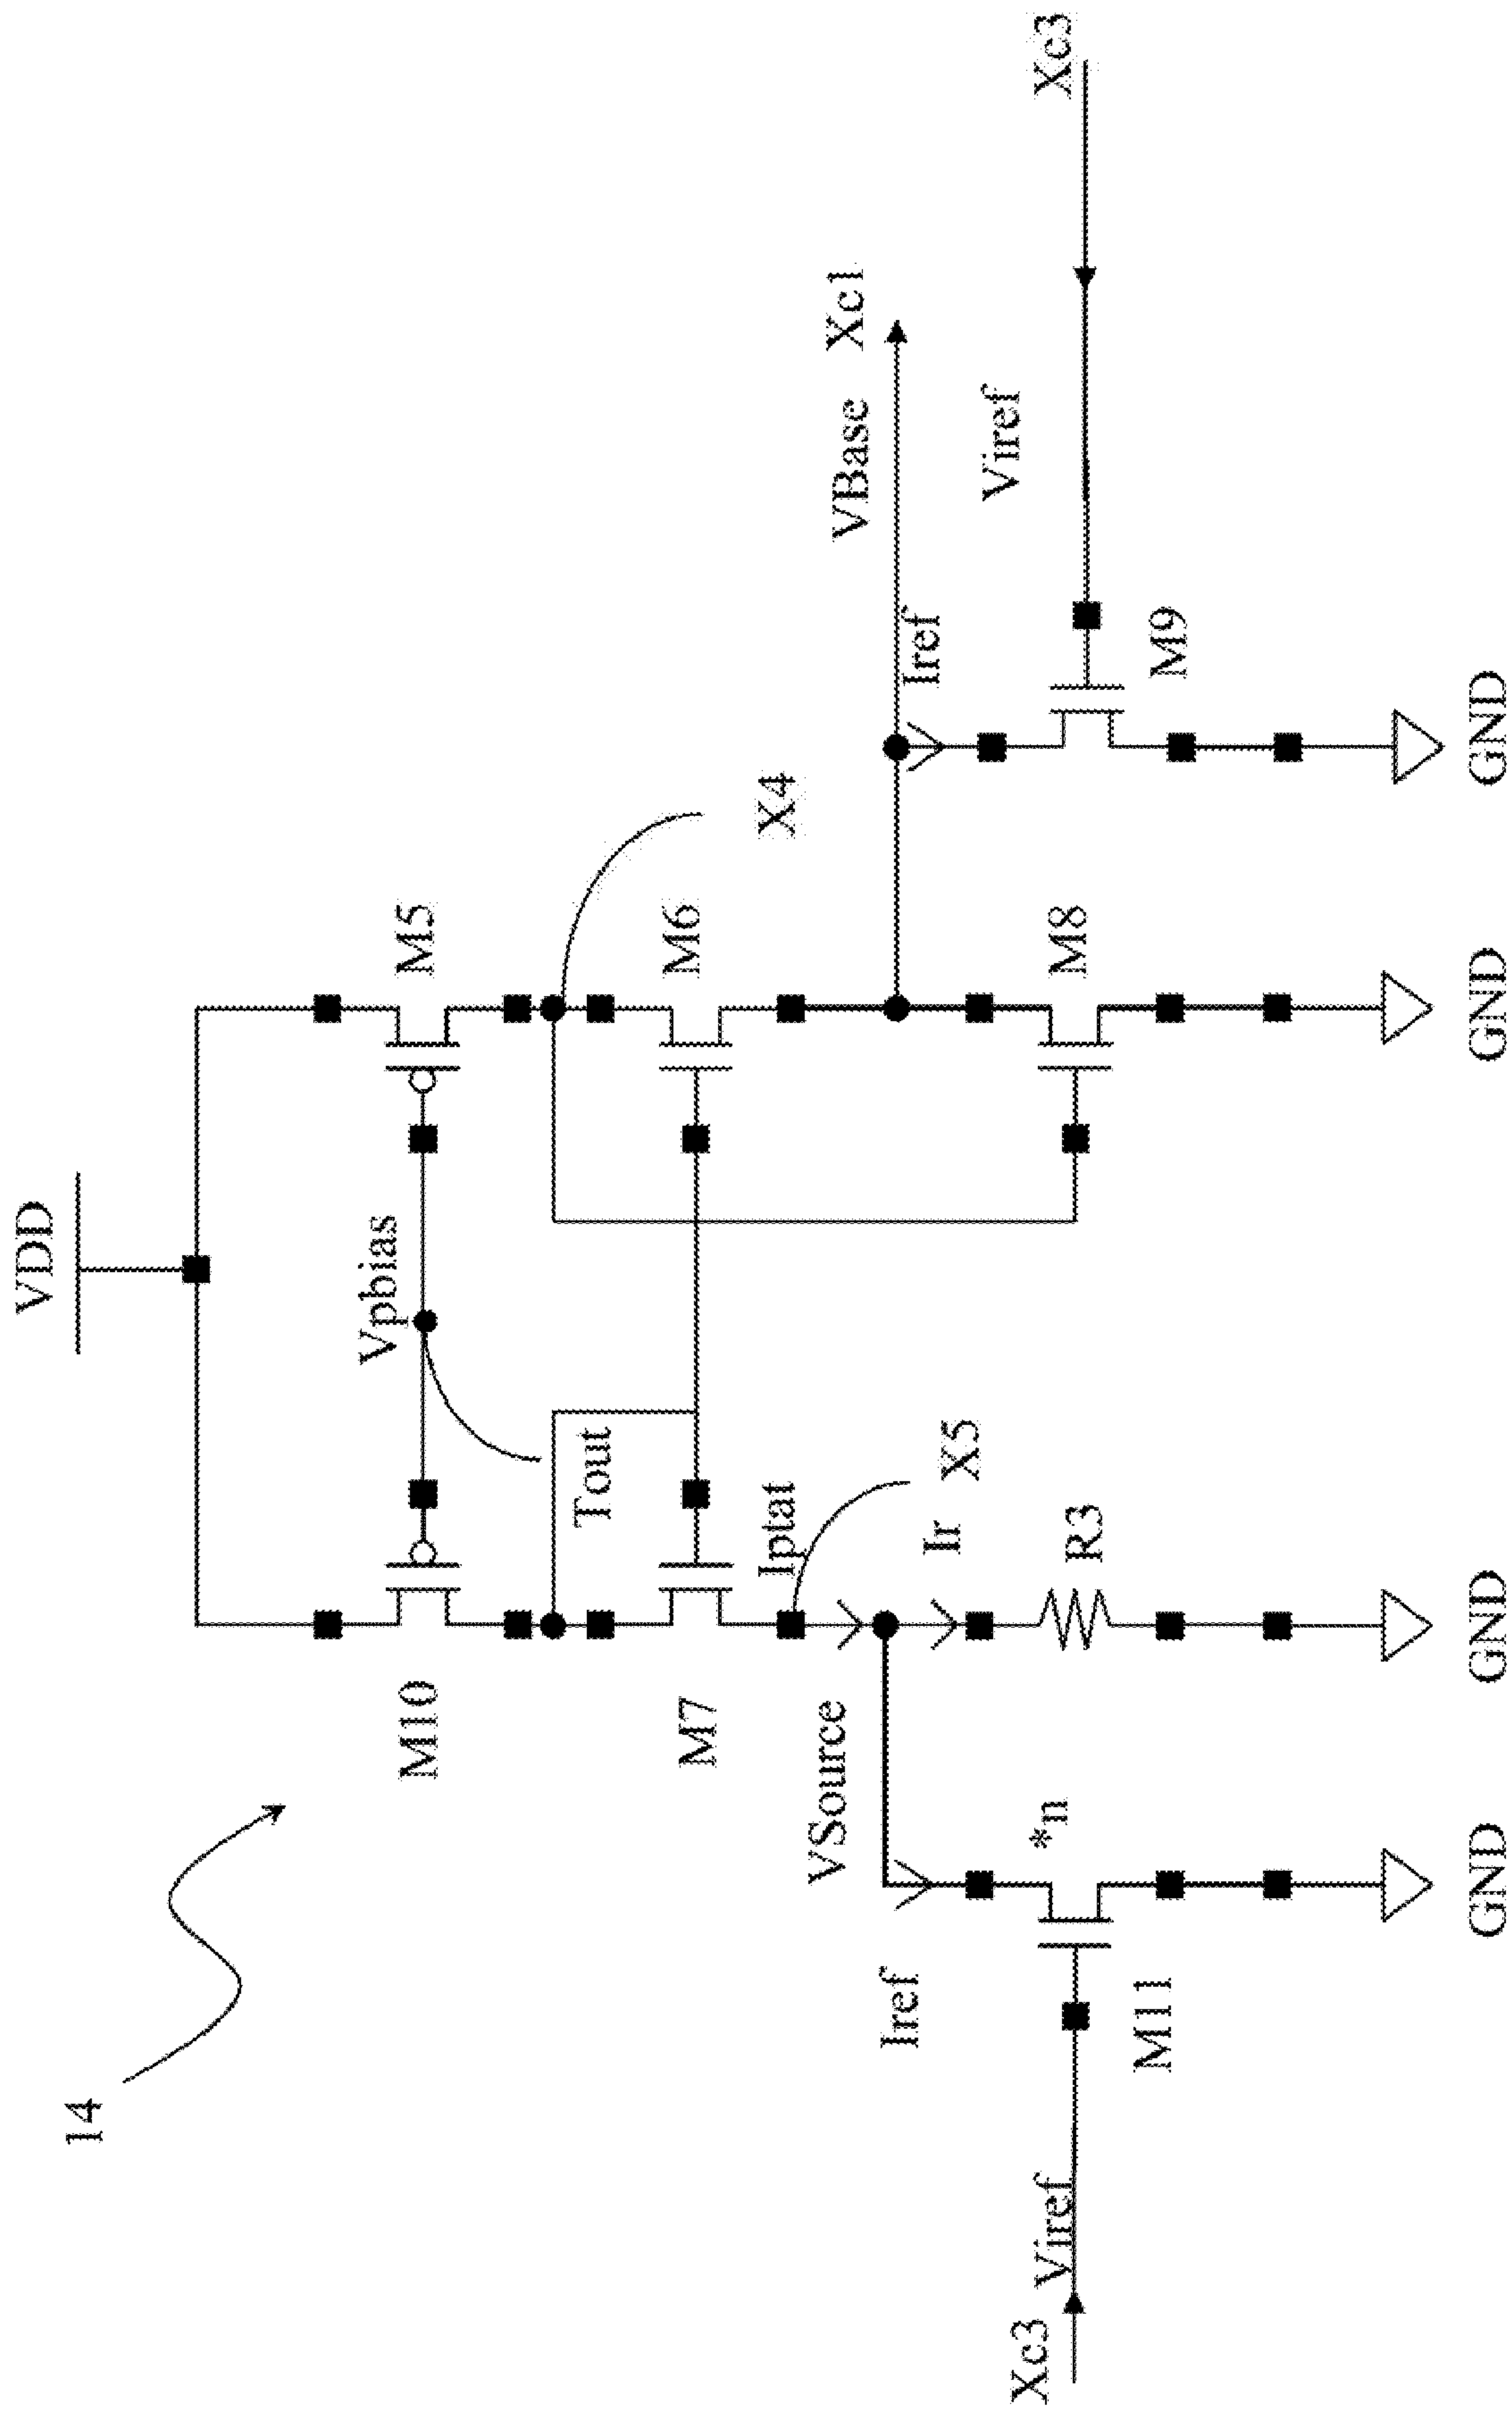 14
VDD
Vpbias
M10
M5
Tout
X4
M7
M6
Iptat
X5
VSource
VBase
Xc1
Iref
Ir
Iref
Xc3
Viref
*n
R3
M8
Viref
Xc3
M11
M9
GND
GND
GND
GND